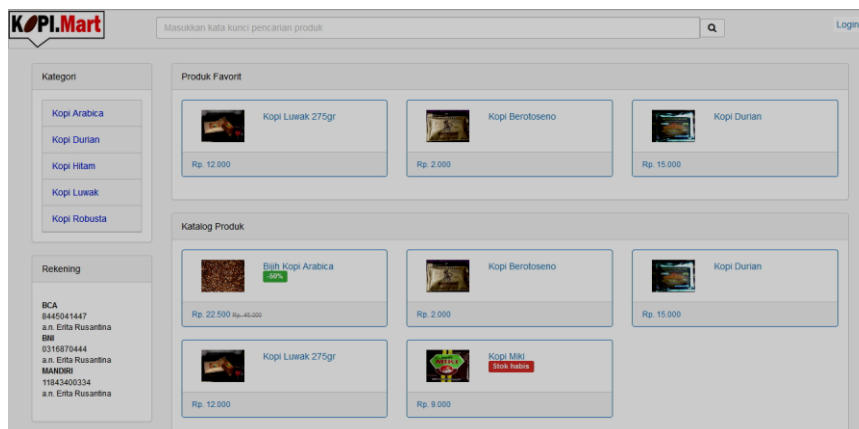 KOPI.Mart
Masukkan kata kunci pencarian produk
Login
Kategori
Kopi Arabica
Kopi Durian
Kopi Hitam
Kopi Luwak
Kopi Robusta
Rekening
BCA
8445041447
a.n. Erita Rusantina
BNI
0316870444
a.n. Erita Rusantina
MANDIRI
11843400334
a.n. Erita Rusantina
Produk Favorit
Kopi Luwak 275gr
Rp. 12.000
Kopi Berotoseno
Rp. 2.000
Kopi Durian
Rp. 15.000
Katalog Produk
Bijih Kopi Arabica
-50%
Rp. 22.500 Rp. 45.000
Kopi Berotoseno
Rp. 2.000
Kopi Durian
Rp. 15.000
Kopi Luwak 275gr
Rp. 12.000
MIKI
Kopi Miki
Stok habis
Rp. 9.000